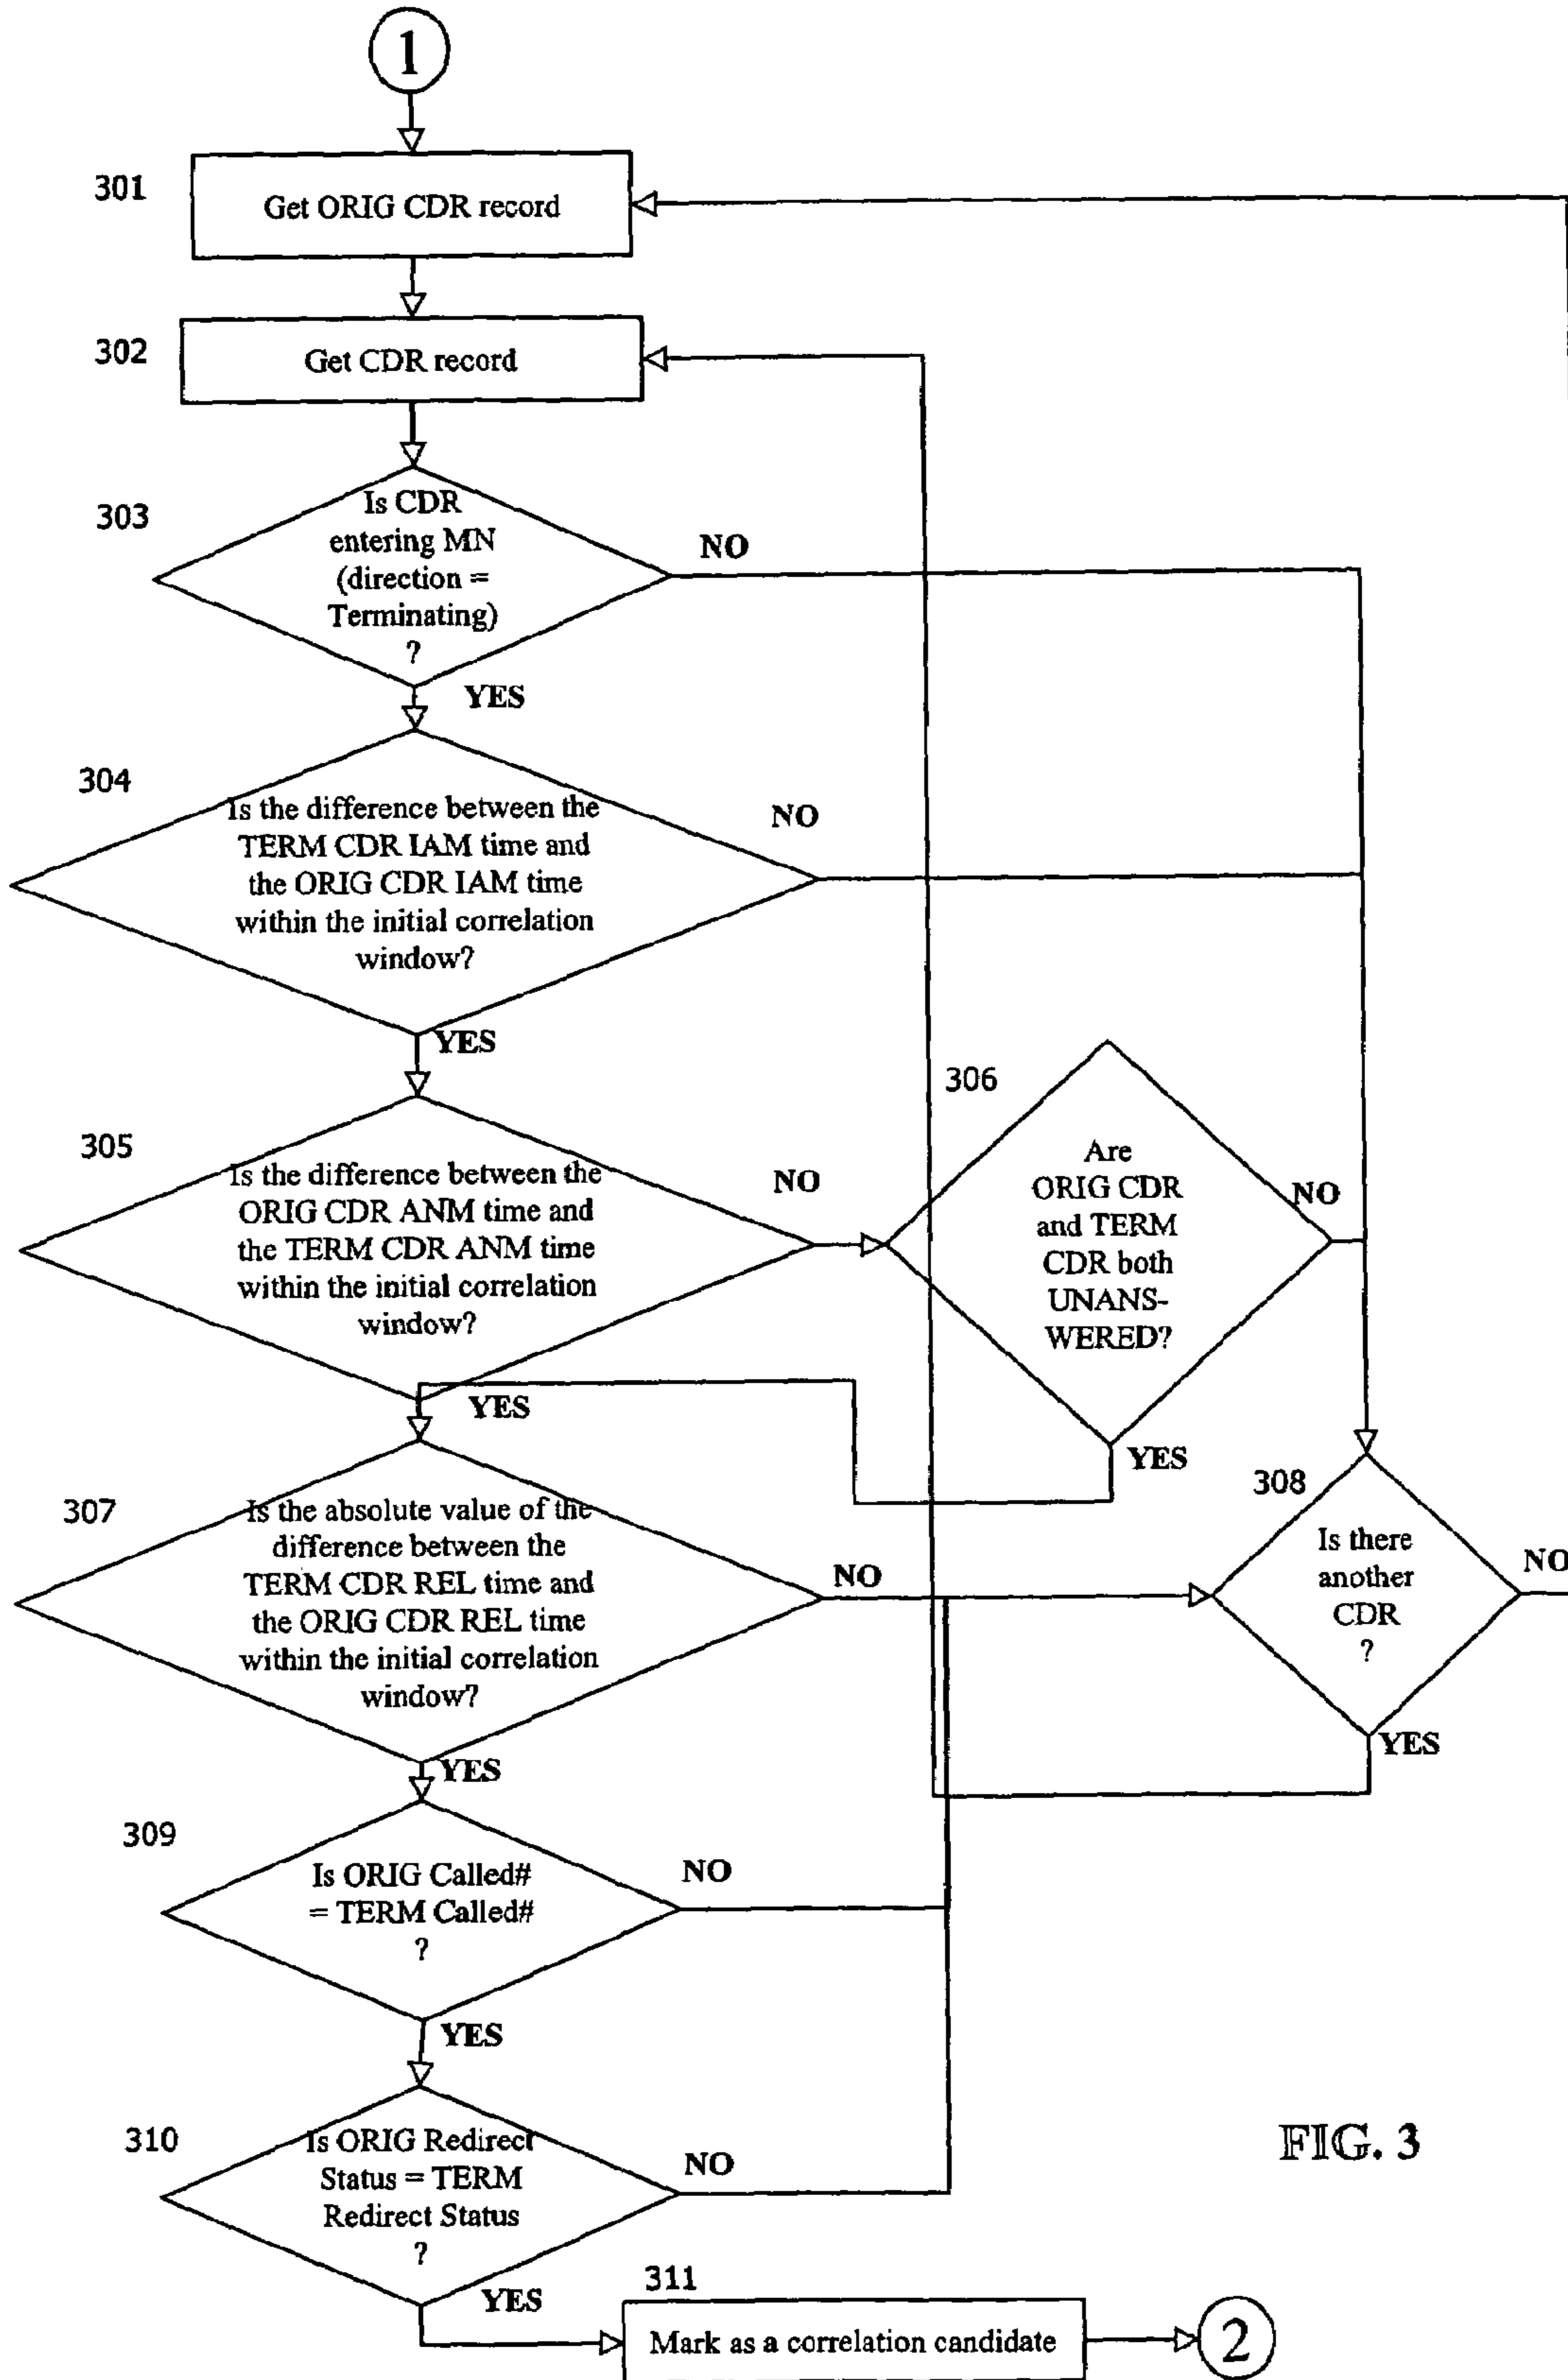 1
301
Get ORIG CDR record
302
Get CDR record
303
Is CDR
entering MN
(direction =
Terminating)
?
NO
YES
304
Is the difference between the
TERM CDR IAM time and
the ORIG CDR IAM time
within the initial correlation
window?
NO
YES
305
Is the difference between the
ORIG CDR ANM time and
the TERM CDR ANM time
within the initial correlation
window?
NO
YES
306
Are
ORIG CDR
and TERM
CDR both
UNANS-
WERED?
NO
YES
307
Is the absolute value of the
difference between the
TERM CDR REL time and
the ORIG CDR REL time
within the initial correlation
window?
NO
YES
308
Is there
another
CDR
?
NO
YES
309
Is ORIG Called#
= TERM Called#
?
NO
YES
310
Is ORIG Redirect
Status = TERM
Redirect Status
?
NO
YES
311
Mark as a correlation candidate
2
FIG. 3